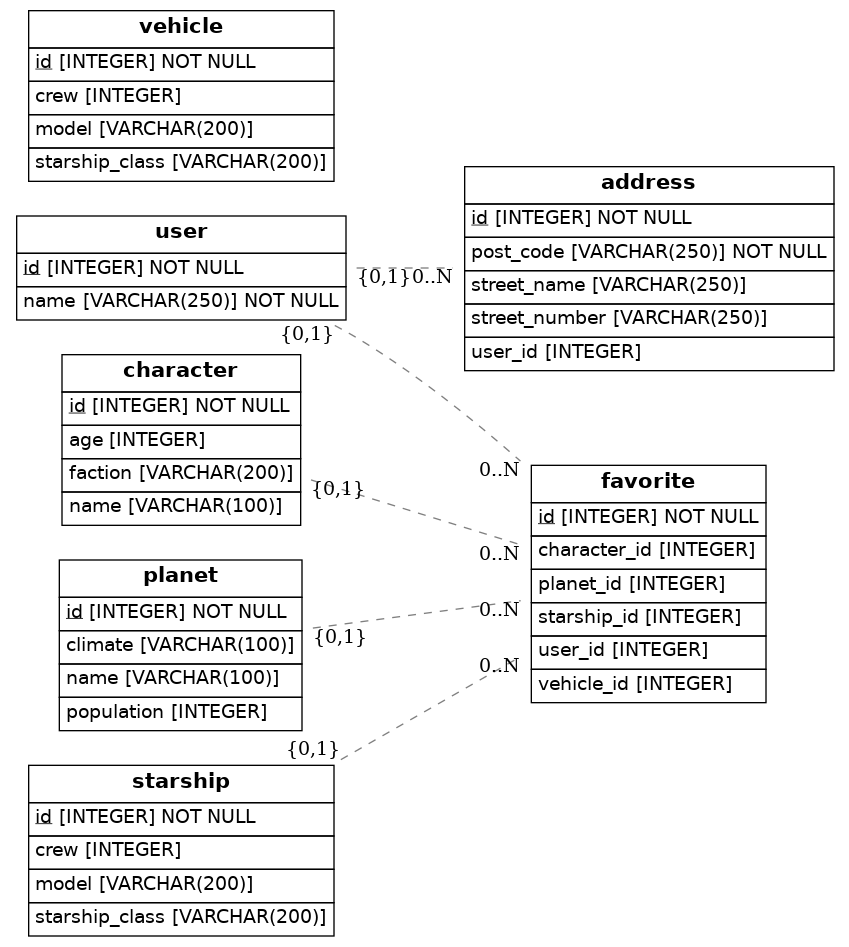 vehicle
id [INTEGER] NOT NULL
crew [INTEGER]
model [VARCHAR(200)]
starship_class [VARCHAR(200)]
user
id [INTEGER] NOT NULL
name [VARCHAR(250)] NOT NULL
{0,1}
0..N
address
id [INTEGER] NOT NULL
post_code [VARCHAR(250)] NOT NULL
street_name [VARCHAR(250)]
street_number [VARCHAR(250)]
user_id [INTEGER]
{0,1}
0..N
character
id [INTEGER] NOT NULL
age [INTEGER]
faction [VARCHAR(200)]
name [VARCHAR(100)]
{0,1}
0..N
planet
id [INTEGER] NOT NULL
climate [VARCHAR(100)]
name [VARCHAR(100)]
population [INTEGER]
{0,1}
0..N
starship
id [INTEGER] NOT NULL
crew [INTEGER]
model [VARCHAR(200)]
starship_class [VARCHAR(200)]
{0,1}
0..N
favorite
id [INTEGER] NOT NULL
character_id [INTEGER]
planet_id [INTEGER]
starship_id [INTEGER]
user_id [INTEGER]
vehicle_id [INTEGER]